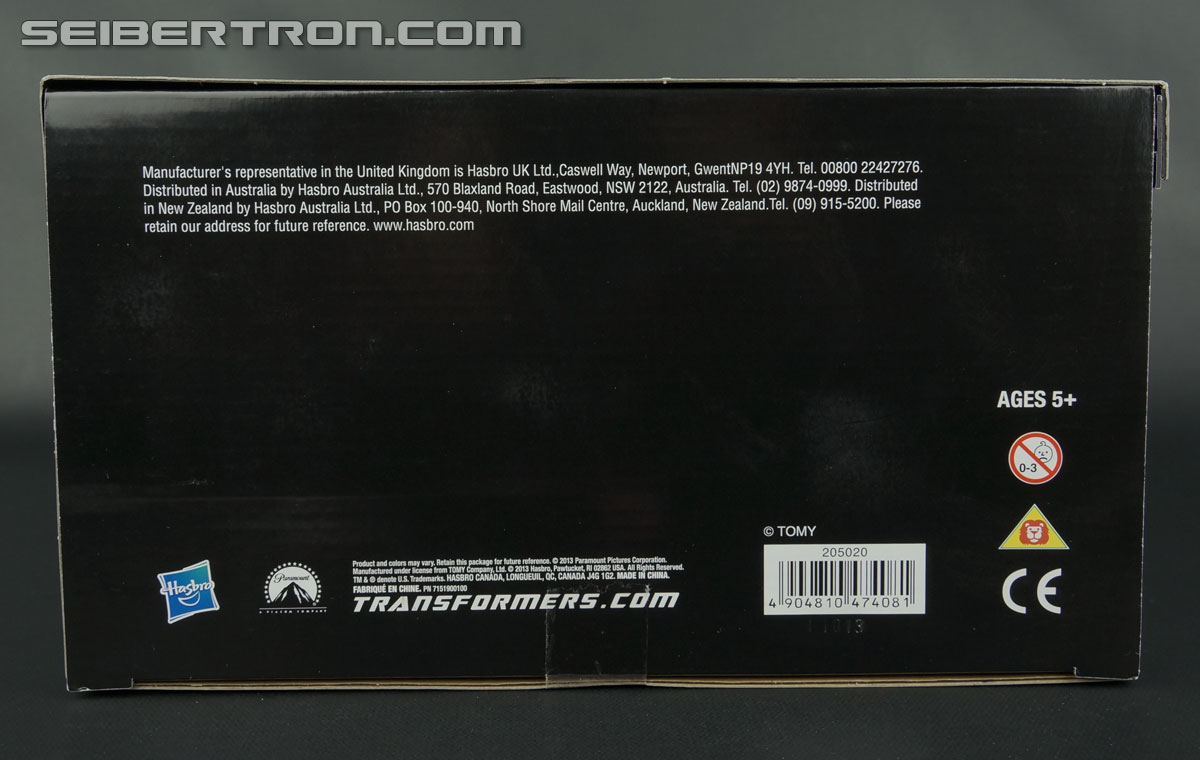 SEIBERTRON.COM
Manufacturer's representative in the United Kingdom is Hasbro UK Ltd.,Caswell Way, Newport, GwentNP19 4YH. Tel. 00800 22427276.
Distributed in Australia by Hasbro Australia Ltd., 570 Blaxland Road, Eastwood, NSW 2122, Australia. Tel. (02) 9874-0999. Distributed
in New Zealand by Hasbro Australia Ltd., PO Box 100-940, North Shore Mail Centre, Auckland, New Zealand.Tel. (09) 915-5200. Please
retain our address for future reference. www.hasbro.com
AGES 5+
0-3
© TOMY
205020
4 904810 474081
11013
Hasbro
Paramount
A VIACOM COMPANY
Product and colors may vary. Retain this package for future reference. © 2013 Paramount Pictures Corporation.
Manufactured under license from TOMY Company, Ltd. © 2013 Hasbro, Pawtucket, RI 02862 USA. All Rights Reserved.
TM & ® denote U.S. Trademarks. HASBRO CANADA, LONGUEUIL, QC, CANADA J4G 1G2. MADE IN CHINA.
FABRIQUÉ EN CHINE. PN 7151900100
TRANSFORMERS.COM
CE